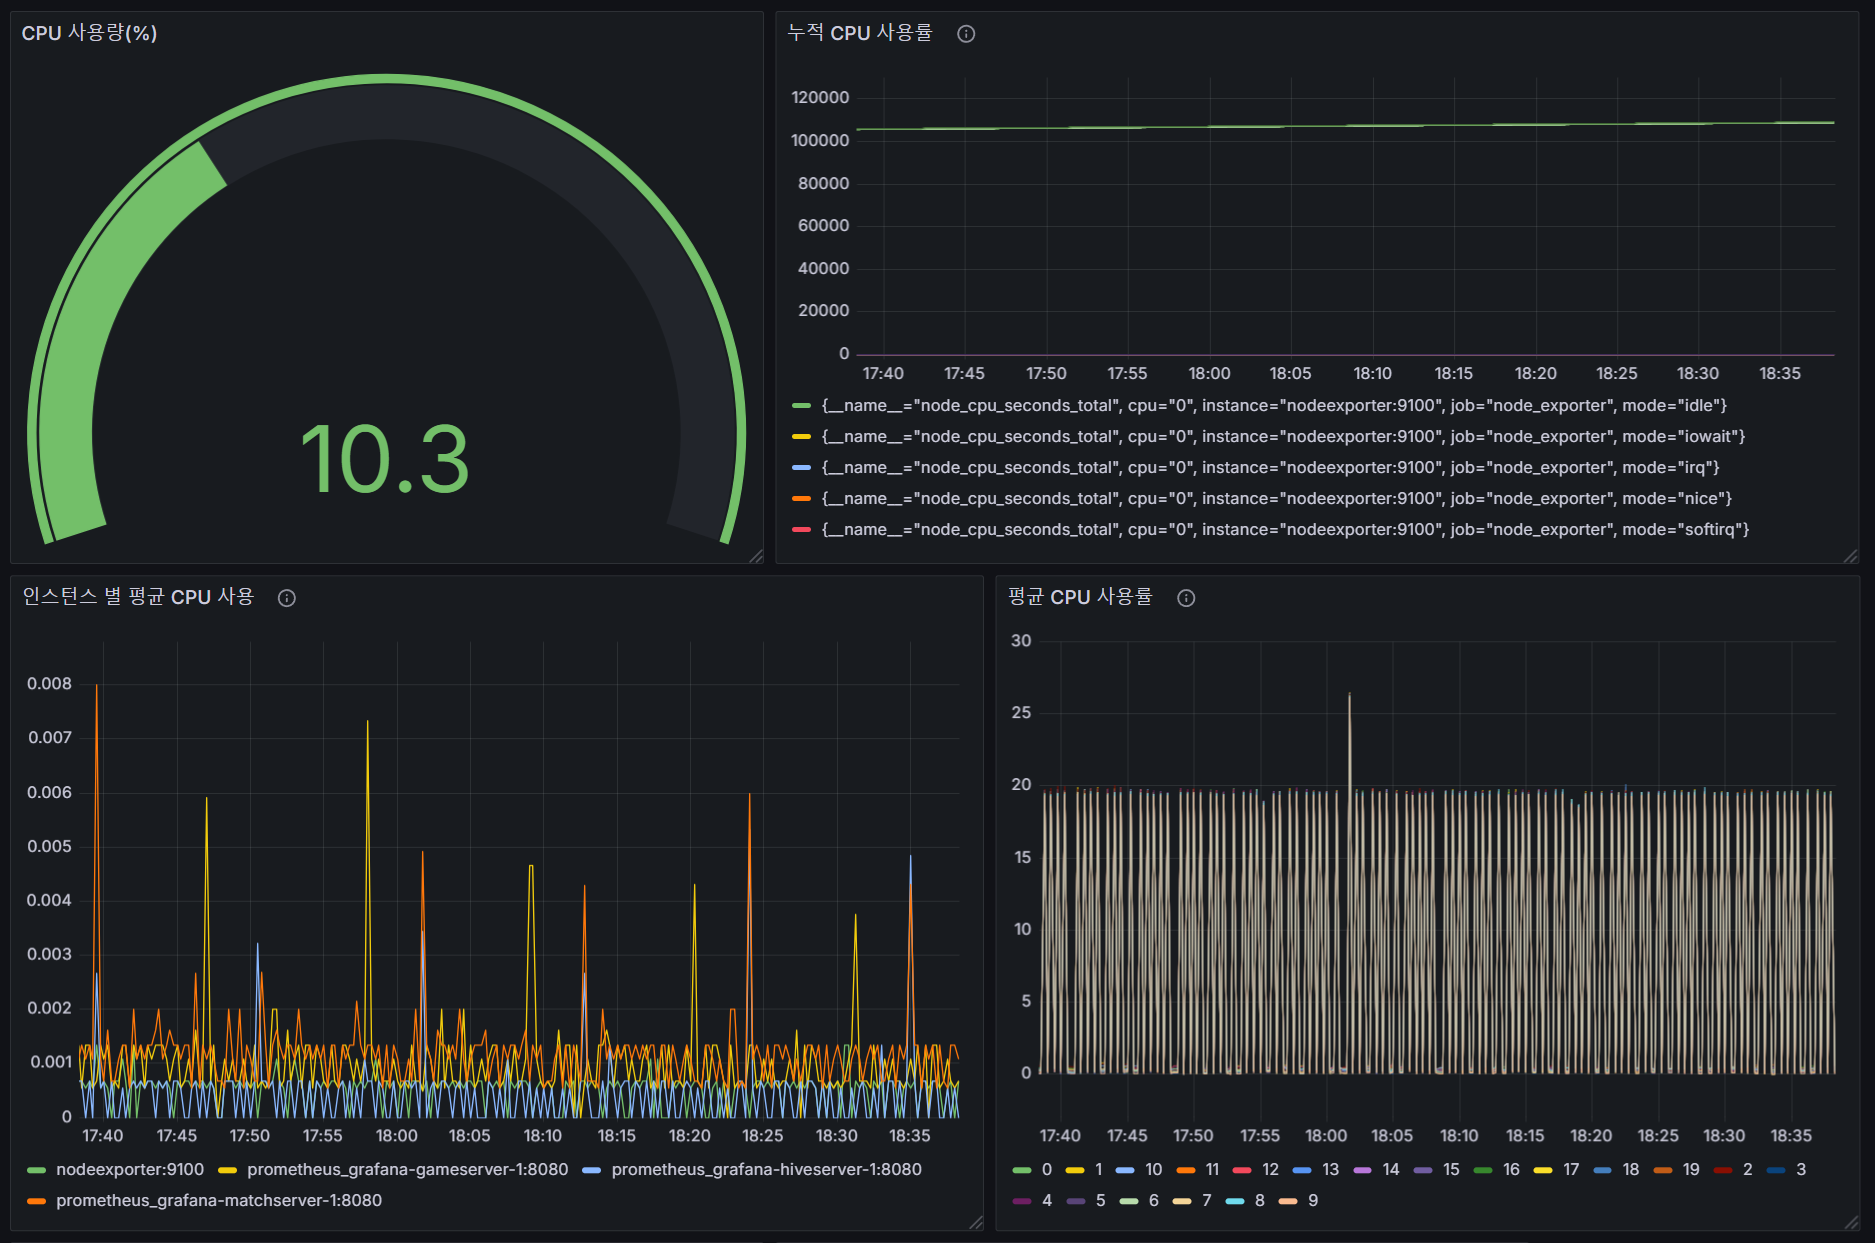 CPU 사용량(%)
10.3
누적 CPU 사용률
120000
100000
80000
60000
40000
20000
0
17:40 17:45 17:50 17:55 18:00 18:05 18:10 18:15 18:20 18:25 18:30 18:35
{__name__="node_cpu_seconds_total", cpu="0", instance="nodeexporter:9100", job="node_exporter", mode="idle"}
{__name__="node_cpu_seconds_total", cpu="0", instance="nodeexporter:9100", job="node_exporter", mode="iowait"}
{__name__="node_cpu_seconds_total", cpu="0", instance="nodeexporter:9100", job="node_exporter", mode="irq"}
{__name__="node_cpu_seconds_total", cpu="0", instance="nodeexporter:9100", job="node_exporter", mode="nice"}
{__name__="node_cpu_seconds_total", cpu="0", instance="nodeexporter:9100", job="node_exporter", mode="softirq"}
인스턴스 별 평균 CPU 사용
0.008
0.007
0.006
0.005
0.004
0.003
0.002
0.001
0
17:40 17:45 17:50 17:55 18:00 18:05 18:10 18:15 18:20 18:25 18:30 18:35
nodeexporter:9100 prometheus_grafana-gameserver-1:8080 prometheus_grafana-hiveserver-1:8080
prometheus_grafana-matchserver-1:8080
평균 CPU 사용률
30
25
20
15
10
5
0
17:40 17:45 17:50 17:55 18:00 18:05 18:10 18:15 18:20 18:25 18:30 18:35
0 1 10 11 12 13 14 15 16 17 18 19 2 3
4 5 6 7 8 9